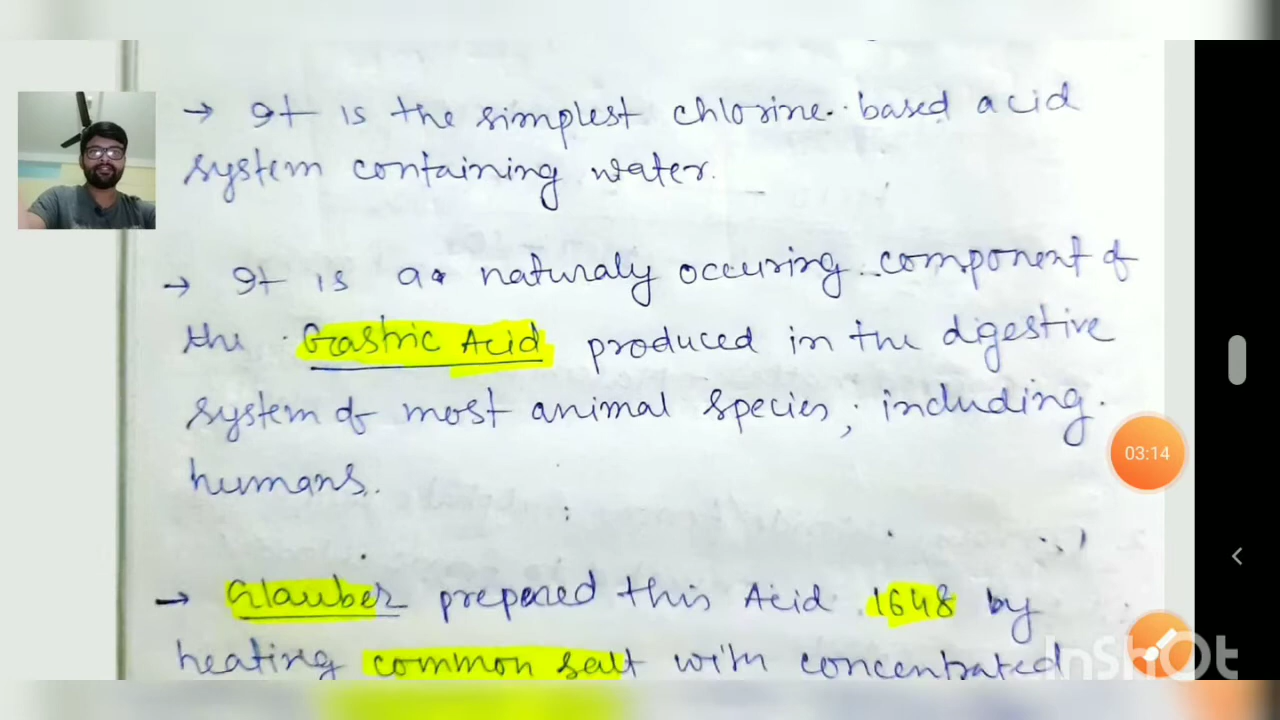 → It is the simplest chlorine-based acid
system containing water.
→ It is a naturaly occuring component of
the Gastric Acid produced in the digestive
system of most animal species, including
humans.
→ Glauber prepared this Acid 1648 by
heating common salt with concentrated
03:14
InShOt